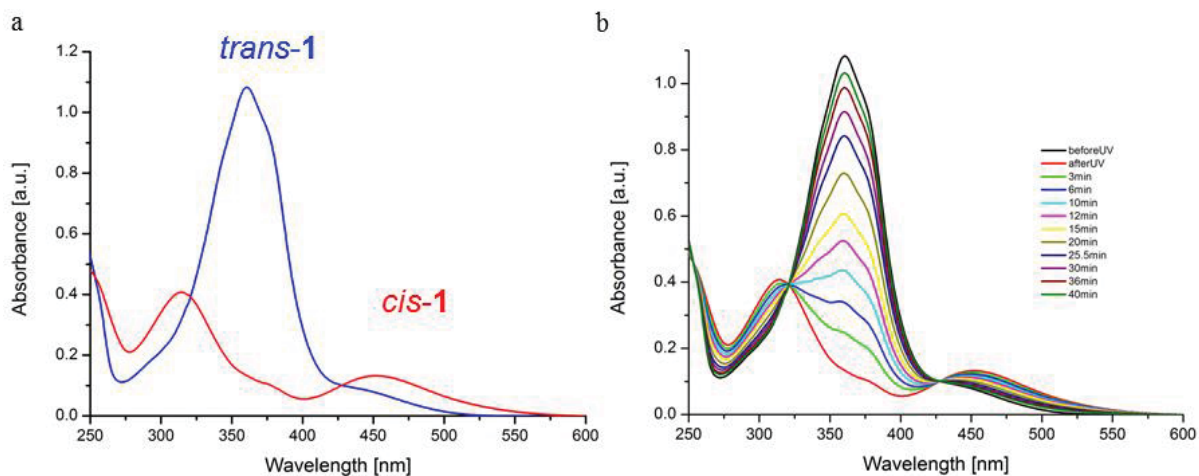 a
trans-1
cis-1
1.2
1.0
0.8
0.6
0.4
0.2
0.0
Absorbance [a.u.]
250 300 350 400 450 500 550 600
Wavelength [nm]
b
1.0
0.8
0.6
0.4
0.2
0.0
Absorbance [a.u.]
250 300 350 400 450 500 550 600
Wavelength [nm]
beforeUV
afterUV
3min
6min
10min
12min
15min
20min
25.5min
30min
36min
40min